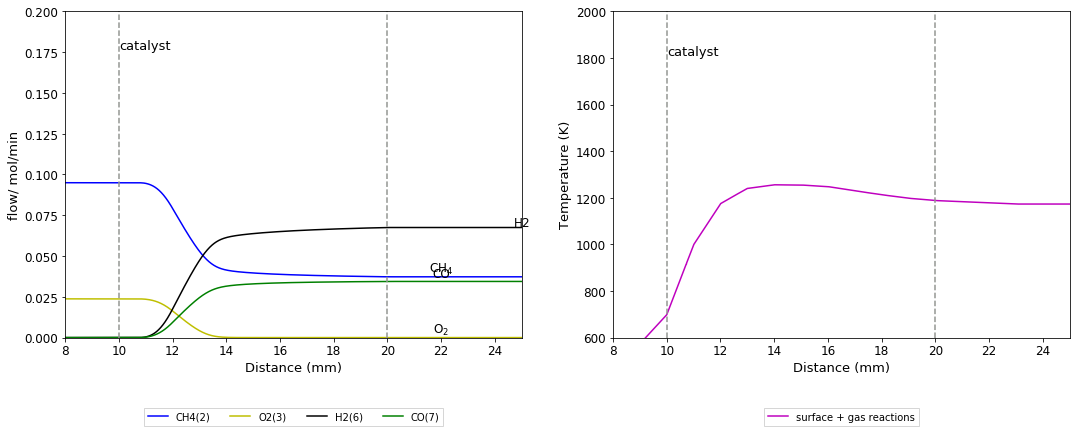 0.200
0.175
0.150
0.125
0.100
0.075
0.050
0.025
0.000
flow/ mol/min
catalyst
H2
CH₄
CO
O₂
8 10 12 14 16 18 20 22 24
Distance (mm)
CH4(2) O2(3) H2(6) CO(7)
2000
1800
1600
1400
1200
1000
800
600
Temperature (K)
catalyst
8 10 12 14 16 18 20 22 24
Distance (mm)
surface + gas reactions